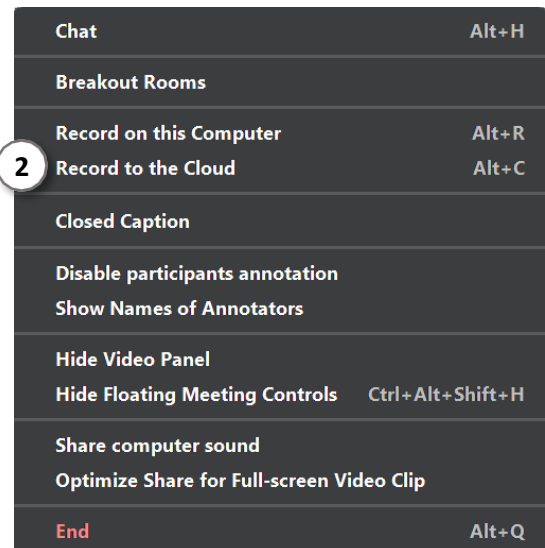 Chat Alt+H
Breakout Rooms
Record on this Computer Alt+R
2 Record to the Cloud Alt+C
Closed Caption
Disable participants annotation
Show Names of Annotators
Hide Video Panel
Hide Floating Meeting Controls Ctrl+Alt+Shift+H
Share computer sound
Optimize Share for Full-screen Video Clip
End Alt+Q